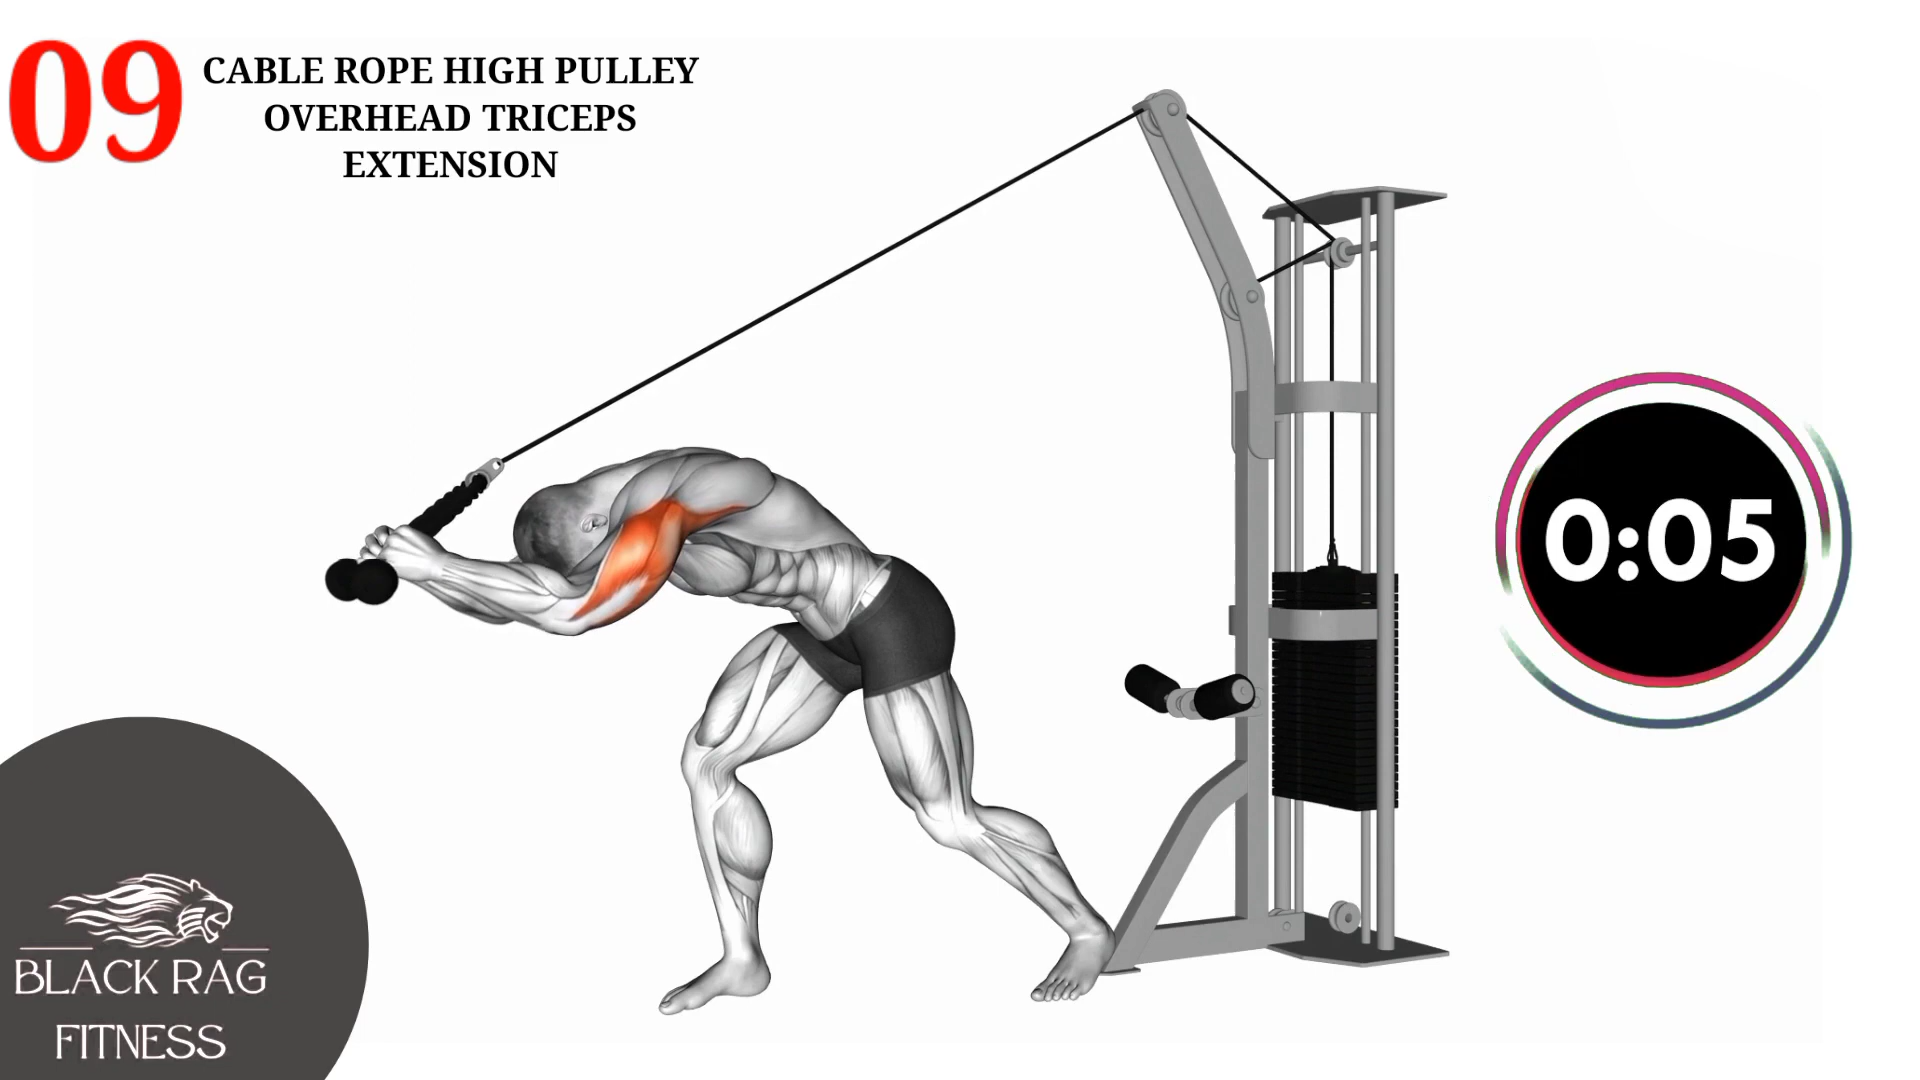 09
CABLE ROPE HIGH PULLEY
OVERHEAD TRICEPS
EXTENSION
0:05
BLACK RAG
FITNESS